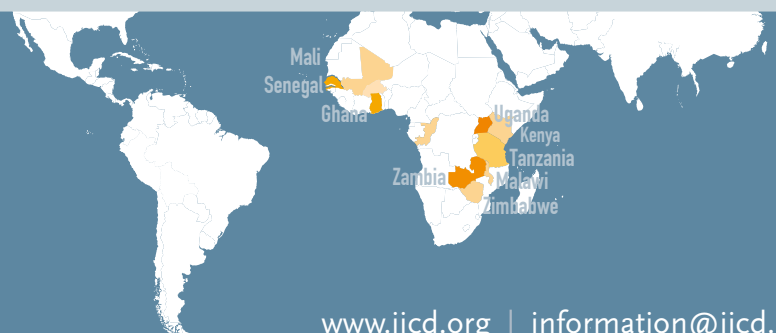 Mali
Senegal
Ghana
Uganda
Kenya
Tanzania
Zambia
Malawi
Zimbabwe
www.iicd.org | information@iicd.